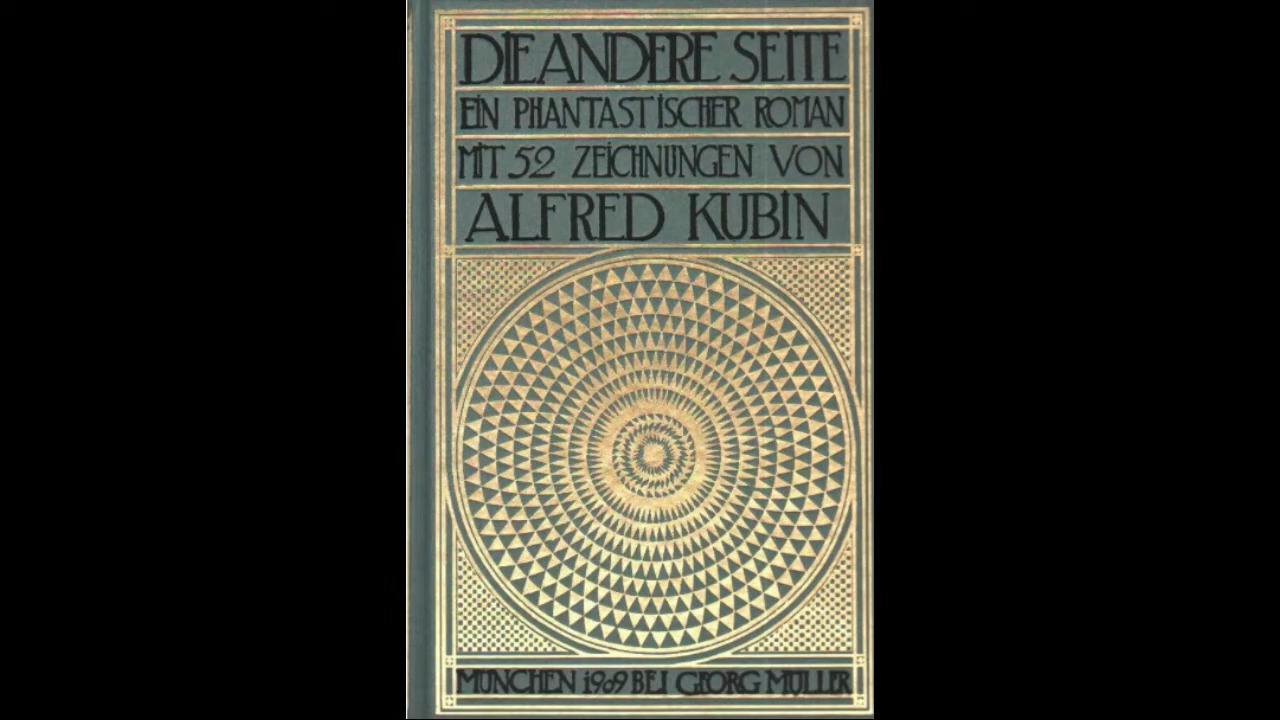 DIE ANDERE SEITE
EIN PHANTASTISCHER ROMAN
MIT 52 ZEICHNUNGEN VON
ALFRED KUBIN
MÜNCHEN 1909 BEI GEORG MÜLLER